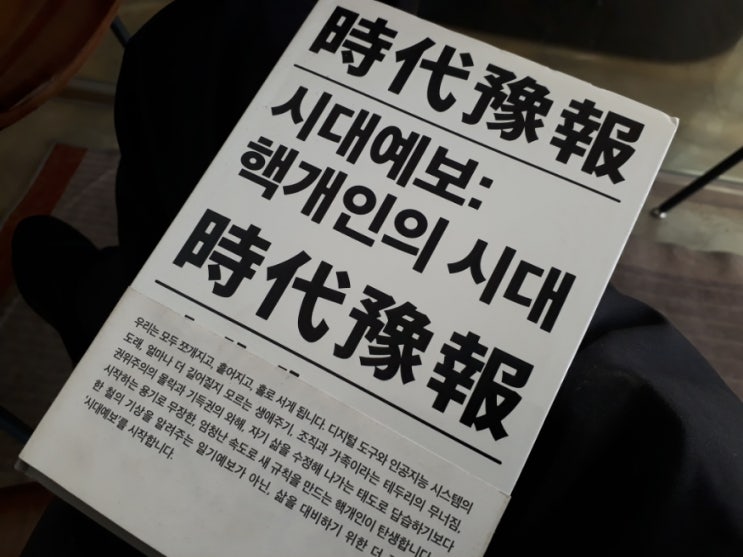 時代豫報
시대예보:
핵개인의 시대
時代豫報
우리는 모두 쪼개지고, 흩어지고, 홀로 서게 됩니다. 디지털 도구와 인공지능 시스템의
도래, 얼마나 더 길어질지 모르는 생애주기, 조직과 가족이라는 테두리의 무너짐,
권위주의의 몰락과 기득권의 와해, 자기 삶을 수정해 나가는 태도로 답습하기보다
시작하는 용기로 무장한, 엄청난 속도로 새 규칙을 만드는 핵개인이 탄생합니다.
한 철의 기상을 알려주는 일기예보가 아닌, 삶을 대비하기 위한 더
'시대예보'를 시작합니다.